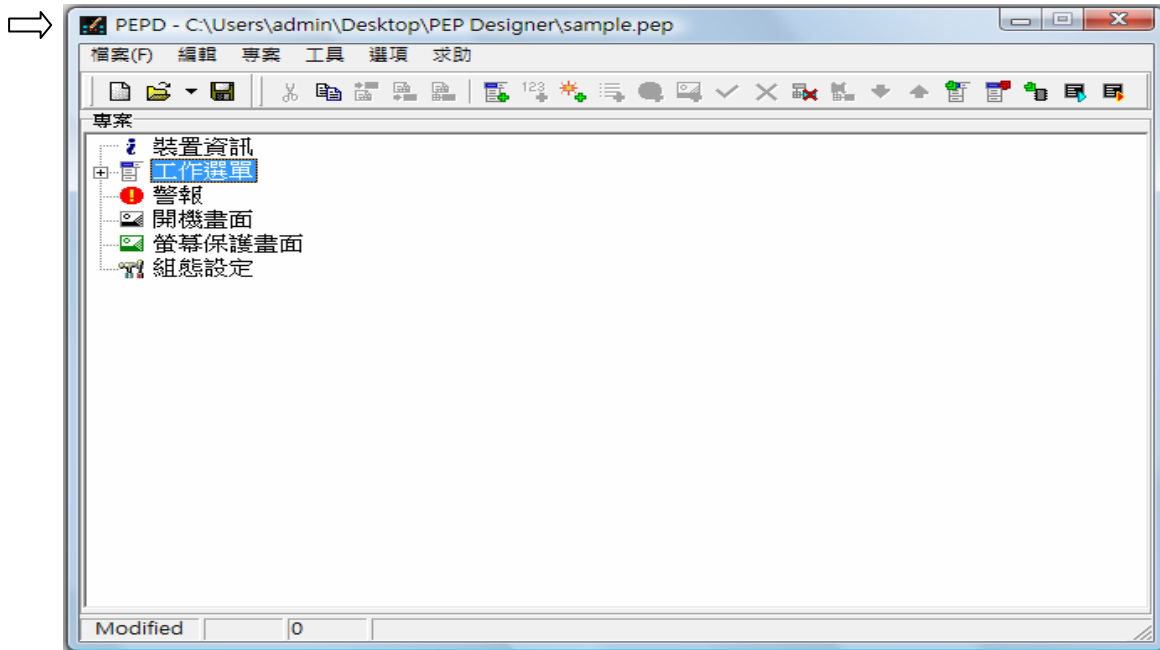 PEPD - C:\Users\admin\Desktop\PEP Designer\sample.pep
檔案(F) 編輯 專案 工具 選項 求助
123
專案
裝置資訊
工作選單
警報
開機畫面
螢幕保護畫面
組態設定
Modified 0